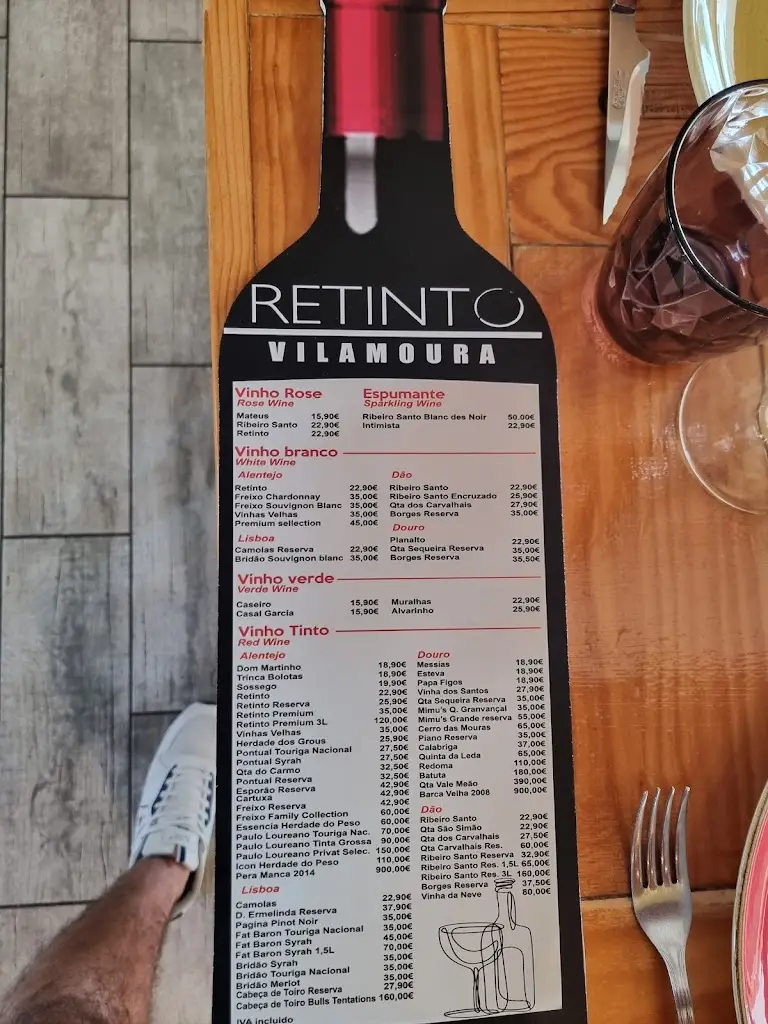 RETINTO
VILAMOURA
Vinho Rose
Rose Wine
Mateus 15,90€
Ribeiro Santo 22,90€
Retinto 22,90€
Espumante
Sparkling Wine
Ribeiro Santo Blanc des Noir 50,00€
Intimista 22,90€
Vinho branco
White Wine
Alentejo
Retinto 22,90€
Freixo Chardonnay 35,00€
Freixo Souvignon Blanc 35,00€
Vinhas Velhas 35,00€
Premium sellection 45,00€
Lisboa
Camolas Reserva 22,90€
Bridão Souvignon blanc 35,00€
Dão
Ribeiro Santo 22,90€
Ribeiro Santo Encruzado 25,90€
Qta dos Carvalhais 27,90€
Borges Reserva 35,00€
Douro
Planalto 22,90€
Qta Sequeira Reserva 35,00€
Borges Reserva 35,50€
Vinho verde
Verde Wine
Caseiro 15,90€
Casal Garcia 15,90€
Muralhas 22,90€
Alvarinho 25,90€
Vinho Tinto
Red Wine
Alentejo
Dom Martinho 18,90€
Trinca Bolotas 18,90€
Sossego 19,90€
Retinto 22,90€
Retinto Reserva 25,90€
Retinto Premium 35,00€
Retinto Premium 3L 120,00€
Vinhas Velhas 35,00€
Herdade dos Grous 25,90€
Pontual Touriga Nacional 27,50€
Pontual Syrah 27,50€
Qta do Carmo 32,50€
Pontual Reserva 32,50€
Esporão Reserva 42,90€
Cartuxa 42,90€
Freixo Reserva 42,90€
Freixo Family Collection 60,00€
Essencia Herdade do Peso 60,00€
Paulo Loureano Touriga Nac. 70,00€
Paulo Loureano Tinta Grossa 90,00€
Paulo Loureano Privat Selec. 150,00€
Icon Herdade do Peso 110,00€
Pera Manca 2014 900,00€
Lisboa
Camolas 22,90€
D. Ermelinda Reserva 37,90€
Pagina Pinot Noir 35,00€
Fat Baron Touriga Nacional 35,00€
Fat Baron Syrah 45,00€
Fat Baron Syrah 1,5L 70,00€
Bridão Syrah 35,00€
Bridão Touriga Nacional 35,00€
Bridão Merlot 35,00€
Cabeça de Toiro Reserva 27,90€
Cabeça de Toiro Bulls Tentations 160,00€
IVA incluido
Douro
Messias 18,90€
Esteva 18,90€
Papa Figos 18,90€
Vinha dos Santos 27,90€
Qta Sequeira Reserva 35,00€
Mimu's Q. Granvançal 35,00€
Mimu's Grande reserva 55,00€
Cerro das Mouras 65,00€
Piano Reserva 35,00€
Calabriga 37,00€
Quinta da Leda 65,00€
Redoma 110,00€
Batuta 180,00€
Qta Vale Meão 390,00€
Barca Velha 2008 900,00€
Dão
Ribeiro Santo 22,90€
Qta São Simão 22,90€
Qta dos Carvalhais 27,50€
Qta Carvalhais Res. 60,00€
Ribeiro Santo Reserva 32,90€
Ribeiro Santo Res. 1,5L 65,00€
Ribeiro Santo Res. 3L 160,00€
Borges Reserva 37,50€
Vinha da Neve 80,00€